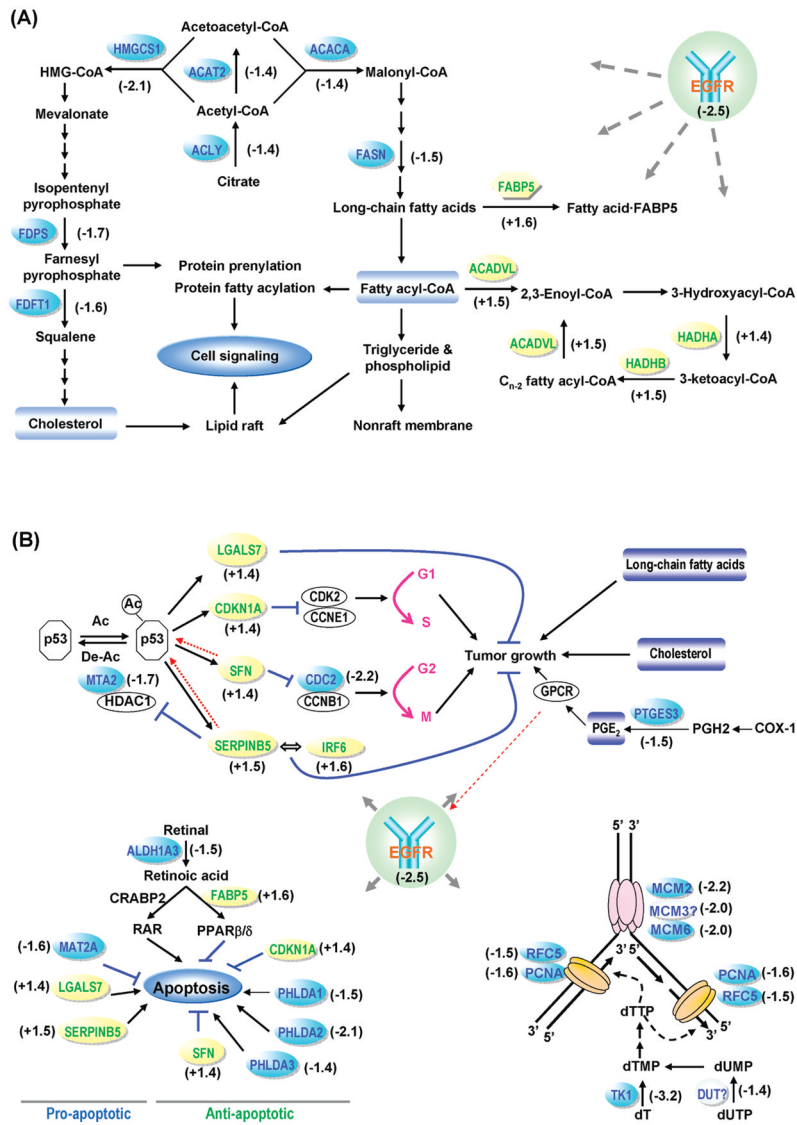 (A)
Acetoacetyl-CoA
HMGCS1
ACACA
HMG-CoA
ACAT2
(-1.4)
Malonyl-CoA
(-2.1)
(-1.4)
Mevalonate
Acetyl-CoA
ACLY
(-1.4)
FASN
(-1.5)
Citrate
EGFR
(-2.5)
Isopentenyl
pyrophosphate
Long-chain fatty acids
FABP5
(+1.6)
Fatty acid·FABP5
FDPS
(-1.7)
Farnesyl
pyrophosphate
Protein prenylation
Protein fatty acylation
Fatty acyl-CoA
ACADVL
(+1.5)
2,3-Enoyl-CoA
3-Hydroxyacyl-CoA
FDFT1
(-1.6)
Squalene
Cell signaling
Triglyceride &
phospholipid
ACADVL
(+1.5)
HADHA
(+1.4)
HADHB
(+1.5)
Cn-2 fatty acyl-CoA
3-ketoacyl-CoA
Cholesterol
Lipid raft
Nonraft membrane
(B)
LGALS7
(+1.4)
Long-chain fatty acids
G1
CDK2
CCNE1
S
CDKN1A
(+1.4)
Ac
p53
Ac
De-Ac
p53
Tumor growth
Cholesterol
SFN
(+1.4)
CDC2
(-2.2)
CCNB1
G2
M
MTA2
(-1.7)
HDAC1
GPCR
PTGES3
(-1.5)
PGE2
PGH2
COX-1
SERPINB5
(+1.5)
IRF6
(+1.6)
EGFR
(-2.5)
Retinal
ALDH1A3
(-1.5)
Retinoic acid
CRABP2
FABP5
(+1.6)
RAR
PPARβ/δ
(-1.6)
MAT2A
CDKN1A
(+1.4)
(+1.4)
LGALS7
Apoptosis
PHLDA1
(-1.5)
(+1.5)
SERPINB5
PHLDA2
(-2.1)
SFN
(+1.4)
PHLDA3
(-1.4)
Pro-apoptotic
Anti-apoptotic
5'
3'
MCM2
(-2.2)
MCM3?
(-2.0)
MCM6
(-2.0)
3'
5'
(-1.5)
RFC5
(-1.6)
PCNA
PCNA
(-1.6)
RFC5
(-1.5)
3'
5'
dTTP
3'
5'
dTMP
dUMP
TK1
(-3.2)
DUT?
(-1.4)
dT
dUTP